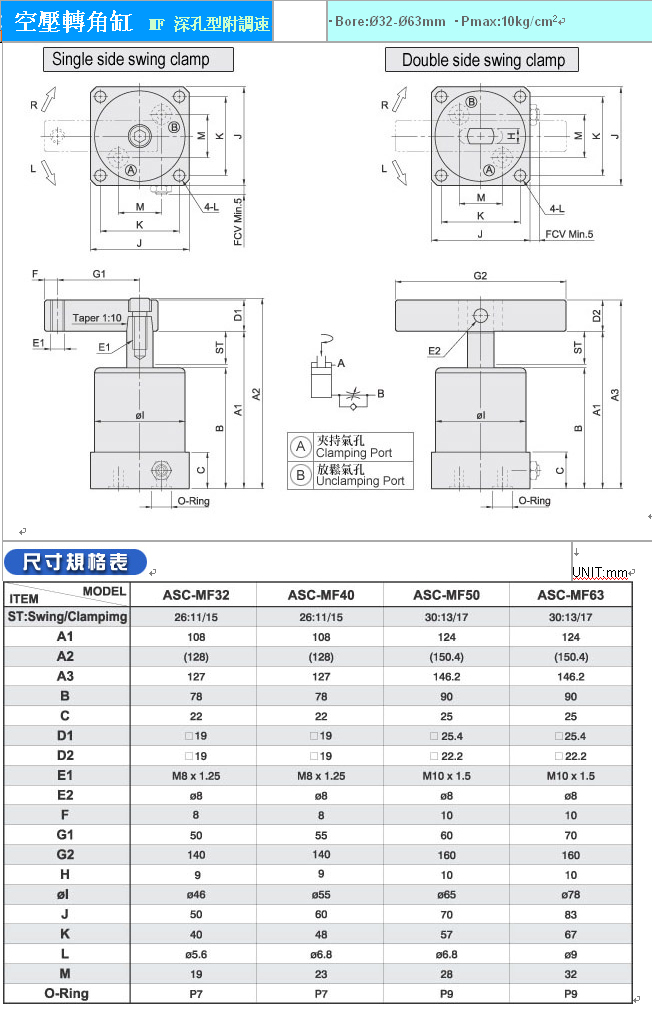 空壓轉角缸 MF 深孔型附調速
·Bore:Ø32-Ø63mm ·Pmax:10kg/cm²
Single side swing clamp
Double side swing clamp
R
L
B
A
M
K
J
M
K
J
4-L
FCV Min.5
R
L
B
A
H
M
K
J
M
K
J
4-L
FCV Min.5
F
G1
Taper 1:10
E1
E1
D1
ST
A1
A2
B
C
øI
O-Ring
A
B
A 夾持氣孔
Clamping Port
B 放鬆氣孔
Unclamping Port
G2
E2
D2
ST
A1
A3
B
C
øI
O-Ring
尺寸規格表
UNIT:mm
ITEM MODEL ASC-MF32 ASC-MF40 ASC-MF50 ASC-MF63
ST:Swing/Clampimg 26:11/15 26:11/15 30:13/17 30:13/17
A1 108 108 124 124
A2 (128) (128) (150.4) (150.4)
A3 127 127 146.2 146.2
B 78 78 90 90
C 22 22 25 25
D1 □19 □19 □25.4 □25.4
D2 □19 □19 □22.2 □22.2
E1 M8 x 1.25 M8 x 1.25 M10 x 1.5 M10 x 1.5
E2 ø8 ø8 ø8 ø8
F 8 8 10 10
G1 50 55 60 70
G2 140 140 160 160
H 9 9 10 10
øI ø46 ø55 ø65 ø78
J 50 60 70 83
K 40 48 57 67
L ø5.6 ø6.8 ø6.8 ø9
M 19 23 28 32
O-Ring P7 P7 P9 P9